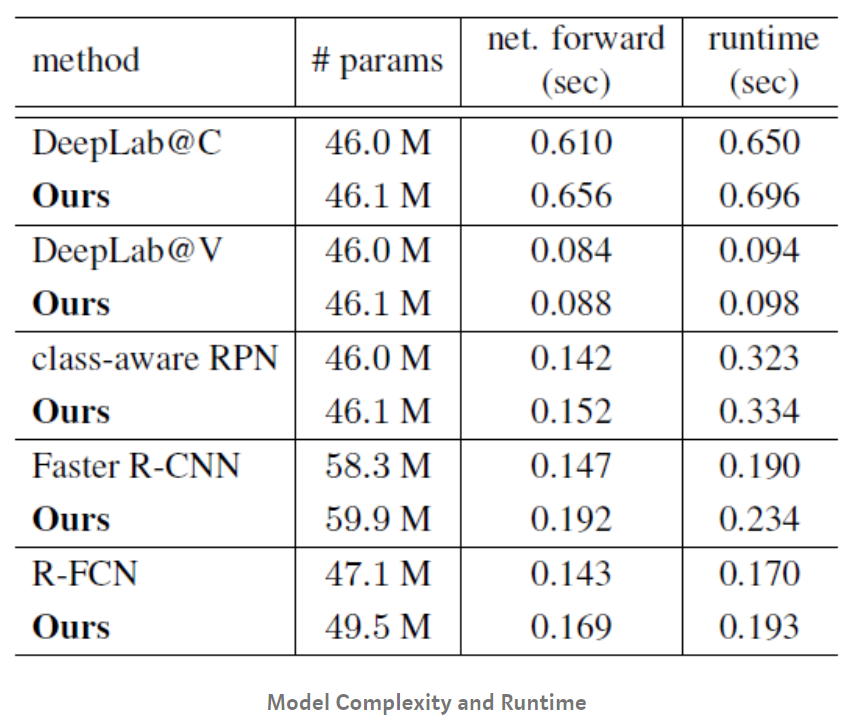 method # params net. forward (sec) runtime (sec)
DeepLab@C 46.0 M 0.610 0.650
Ours 46.1 M 0.656 0.696
DeepLab@V 46.0 M 0.084 0.094
Ours 46.1 M 0.088 0.098
class-aware RPN 46.0 M 0.142 0.323
Ours 46.1 M 0.152 0.334
Faster R-CNN 58.3 M 0.147 0.190
Ours 59.9 M 0.192 0.234
R-FCN 47.1 M 0.143 0.170
Ours 49.5 M 0.169 0.193
Model Complexity and Runtime